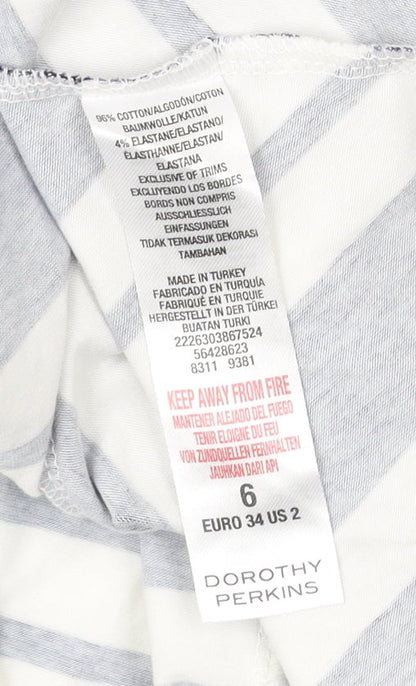 96% COTTON/ALGODÓN/COTON
BAUMWOLLE/KATUN
4% ELASTANE/ELASTANO/
ÉLASTHANNE/ELASTAN/
ELASTANA
EXCLUSIVE OF TRIMS
EXCLUYENDO LOS BORDES
BORDS NON COMPRIS
AUSSCHLIESSLICH
EINFASSUNGEN
TIDAK TERMASUK DEKORASI
TAMBAHAN
MADE IN TURKEY
FABRICADO EN TURQUÍA
FABRIQUÉ EN TURQUIE
HERGESTELLT IN DER TÜRKEI
BUATAN TURKI
2226303867524
56428623
8311 9381
KEEP AWAY FROM FIRE
MANTENER ALEJADO DEL FUEGO
TENIR ELOIGNE DU FEU
VON ZUNDQUELLEN FERNHALTEN
JAUHKAN DARI API
6
EURO 34 US 2
DOROTHY
PERKINS